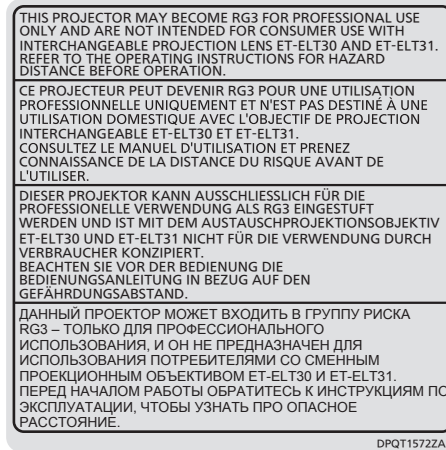 THIS PROJECTOR MAY BECOME RG3 FOR PROFESSIONAL USE
ONLY AND ARE NOT INTENDED FOR CONSUMER USE WITH
INTERCHANGEABLE PROJECTION LENS ET-ELT30 AND ET-ELT31.
REFER TO THE OPERATING INSTRUCTIONS FOR HAZARD
DISTANCE BEFORE OPERATION.
CE PROJECTEUR PEUT DEVENIR RG3 POUR UNE UTILISATION
PROFESSIONNELLE UNIQUEMENT ET N'EST PAS DESTINÉ À UNE
UTILISATION DOMESTIQUE AVEC L'OBJECTIF DE PROJECTION
INTERCHANGEABLE ET-ELT30 ET ET-ELT31.
CONSULTEZ LE MANUEL D'UTILISATION ET PRENEZ
CONNAISSANCE DE LA DISTANCE DU RISQUE AVANT DE
L'UTILISER.
DIESER PROJEKTOR KANN AUSSCHLIESSLICH FÜR DIE
PROFESSIONELLE VERWENDUNG ALS RG3 EINGESTUFT
WERDEN UND IST MIT DEM AUSTAUSCHPROJEKTIONSOBJEKTIV
ET-ELT30 UND ET-ELT31 NICHT FÜR DIE VERWENDUNG DURCH
VERBRAUCHER KONZIPIERT.
BEACHTEN SIE VOR DER BEDIENUNG DIE
BEDIENUNGSANLEITUNG IN BEZUG AUF DEN
GEFÄHRDUNGSABSTAND.
ДАННЫЙ ПРОЕКТОР МОЖЕТ ВХОДИТЬ В ГРУППУ РИСКА
RG3 – ТОЛЬКО ДЛЯ ПРОФЕССИОНАЛЬНОГО
ИСПОЛЬЗОВАНИЯ, И ОН НЕ ПРЕДНАЗНАЧЕН ДЛЯ
ИСПОЛЬЗОВАНИЯ ПОТРЕБИТЕЛЯМИ СО СМЕННЫМ
ПРОЕКЦИОННЫМ ОБЪЕКТИВОМ ET-ELT30 И ET-ELT31.
ПЕРЕД НАЧАЛОМ РАБОТЫ ОБРАТИТЕСЬ К ИНСТРУКЦИЯМ ПО
ЭКСПЛУАТАЦИИ, ЧТОБЫ УЗНАТЬ ПРО ОПАСНОЕ
РАССТОЯНИЕ.
DPQT1572ZA